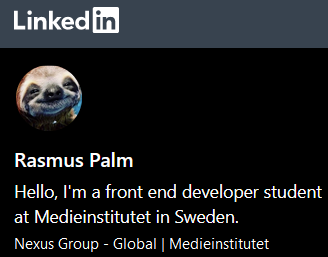 LinkedIn
Rasmus Palm
Hello, I'm a front end developer student
at Medieinstitutet in Sweden.
Nexus Group - Global | Medieinstitutet